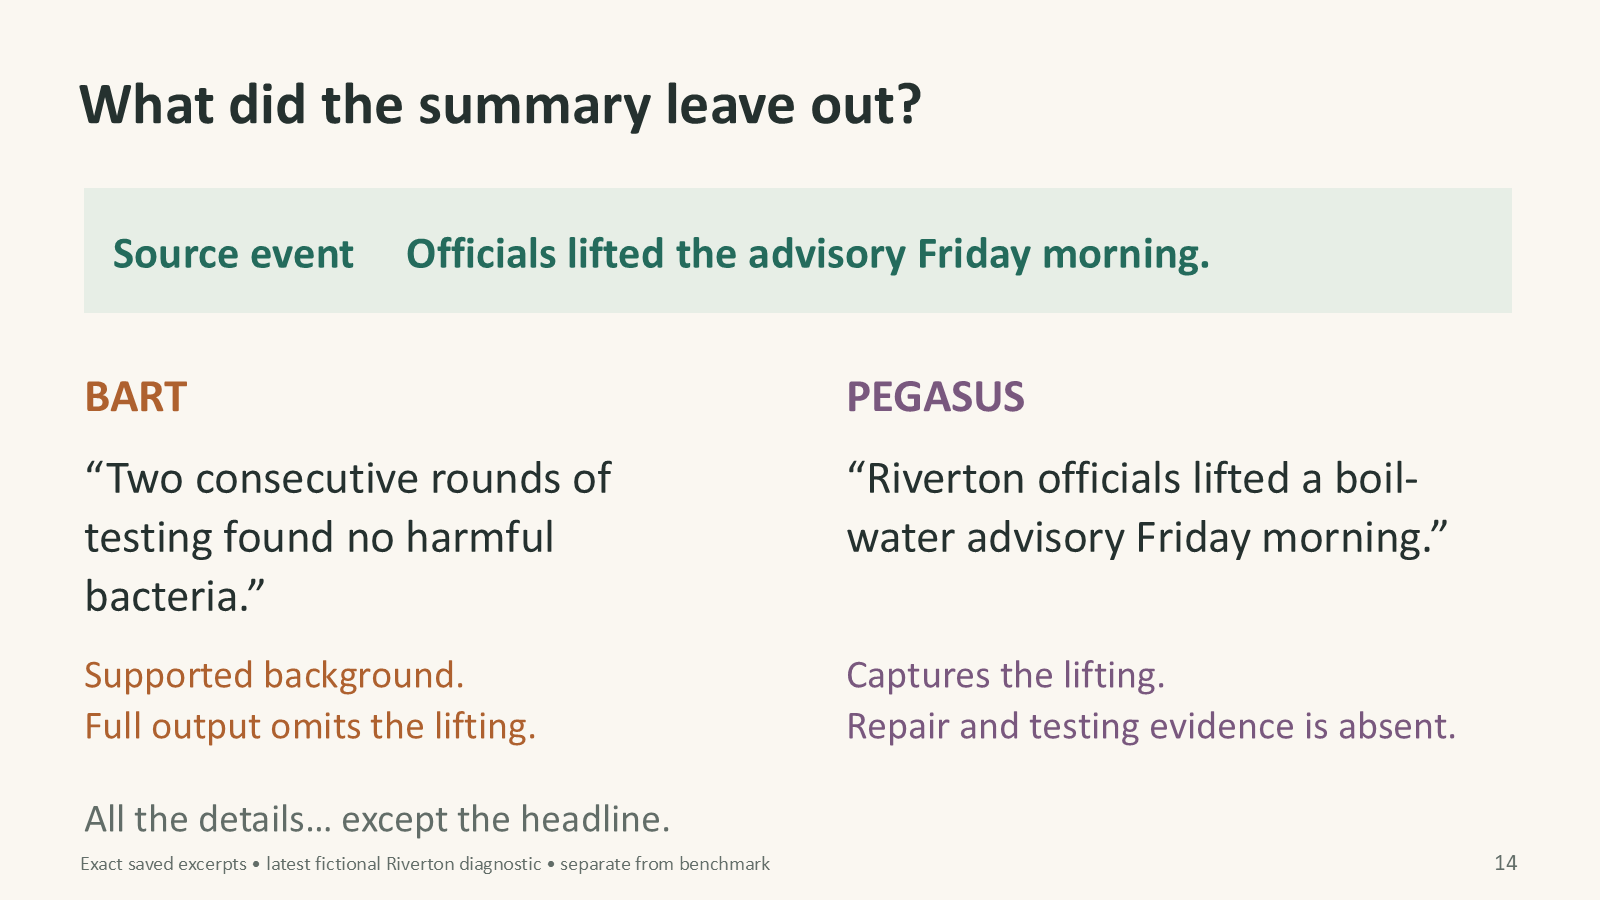 What did the summary leave out?
Source event Officials lifted the advisory Friday morning.
BART
“Two consecutive rounds of
testing found no harmful
bacteria.”
Supported background.
Full output omits the lifting.
PEGASUS
“Riverton officials lifted a boil-
water advisory Friday morning.”
Captures the lifting.
Repair and testing evidence is absent.
All the details… except the headline.
Exact saved excerpts • latest fictional Riverton diagnostic • separate from benchmark
14